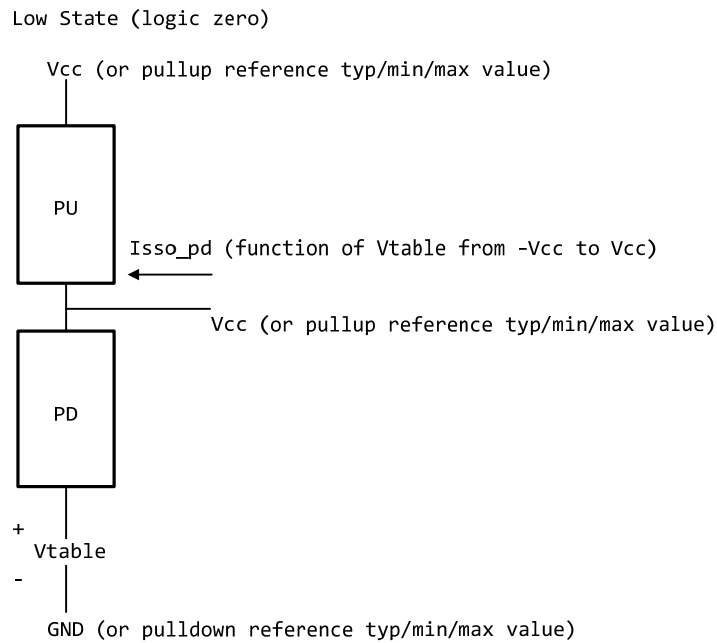 Low State (logic zero)
Vcc (or pullup reference typ/min/max value)
PU
Isso_pd (function of Vtable from -Vcc to Vcc)
Vcc (or pullup reference typ/min/max value)
PD
+
Vtable
-
GND (or pulldown reference typ/min/max value)